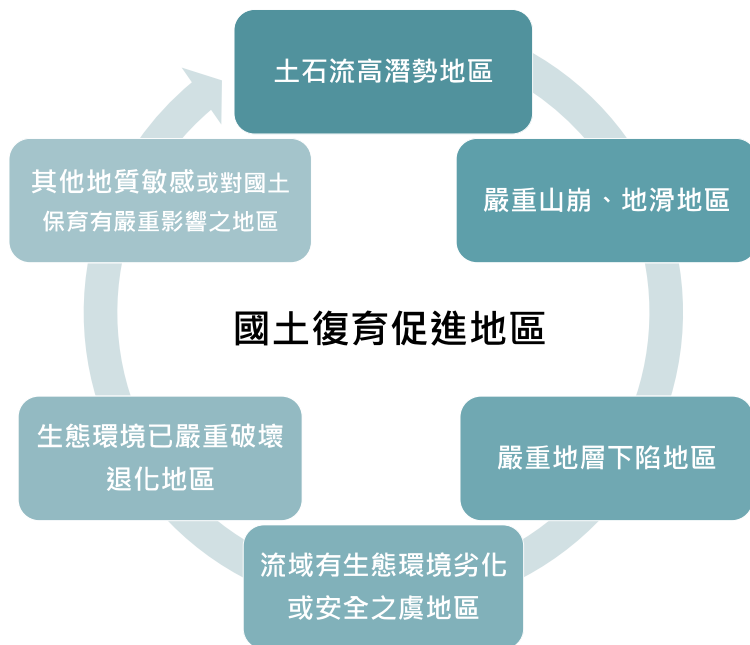 土石流高潛勢地區
嚴重山崩、地滑地區
嚴重地層下陷地區
流域有生態環境劣化
或安全之虞地區
生態環境已嚴重破壞
退化地區
其他地質敏感或對國土
保育有嚴重影響之地區
國土復育促進地區